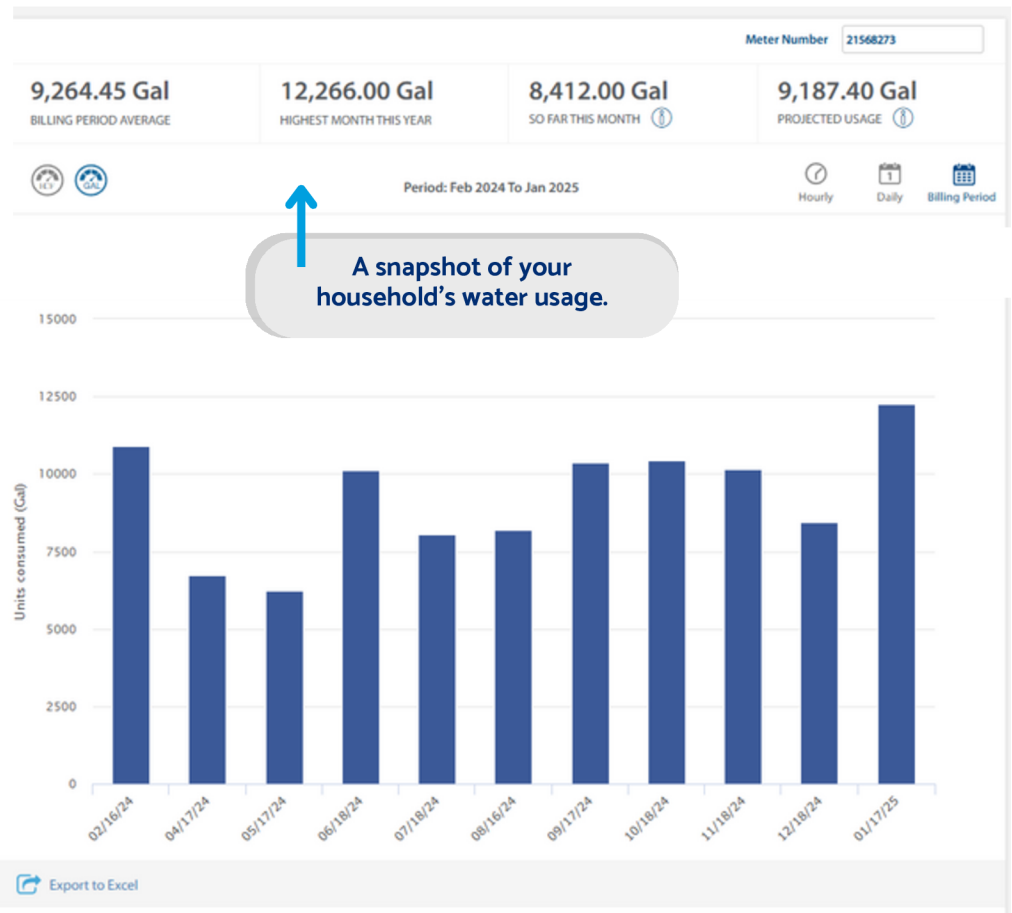 Meter Number 21568273
9,264.45 Gal
BILLING PERIOD AVERAGE
12,266.00 Gal
HIGHEST MONTH THIS YEAR
8,412.00 Gal
SO FAR THIS MONTH
9,187.40 Gal
PROJECTED USAGE
HCF
GAL
Period: Feb 2024 To Jan 2025
Hourly
1
Daily
Billing Period
A snapshot of your
household's water usage.
Units consumed (Gal)
15000
12500
10000
7500
5000
2500
0
02/16/24
04/17/24
05/17/24
06/18/24
07/18/24
08/16/24
09/17/24
10/18/24
11/18/24
12/18/24
01/17/25
Export to Excel